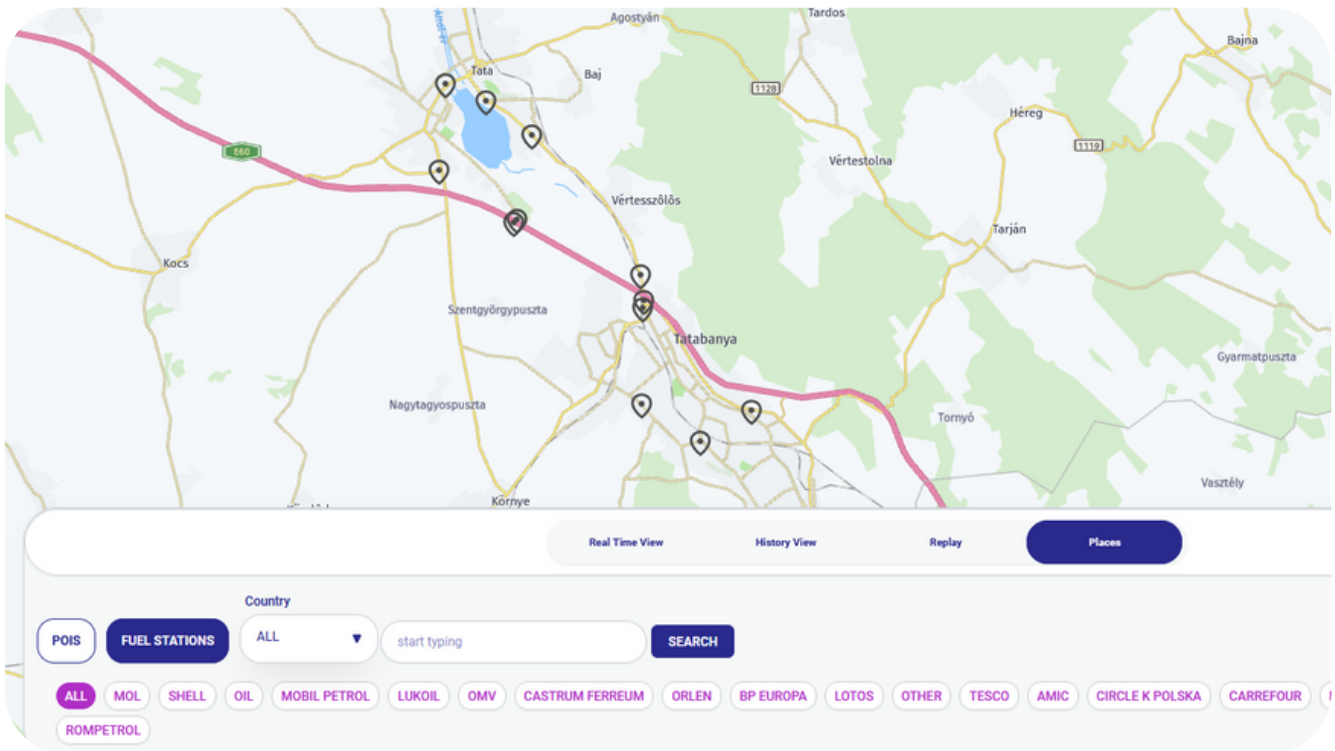 Agostyán
Tardos
Bajna
Által-ér
Tata
Baj
1128
Héreg
1119
E60
Vértestolna
Vértesszőlős
Tarján
Kocs
Szentgyörgypuszta
Tatabanya
Gyarmatpuszta
Nagytagyospuszta
Tornyó
Vasztély
Környe
Real Time View
History View
Replay
Places
Country
POIS
FUEL STATIONS
ALL
start typing
SEARCH
ALL MOL SHELL OIL MOBIL PETROL LUKOIL OMV CASTRUM FERREUM ORLEN BP EUROPA LOTOS OTHER TESCO AMIC CIRCLE K POLSKA CARREFOUR
ROMPETROL